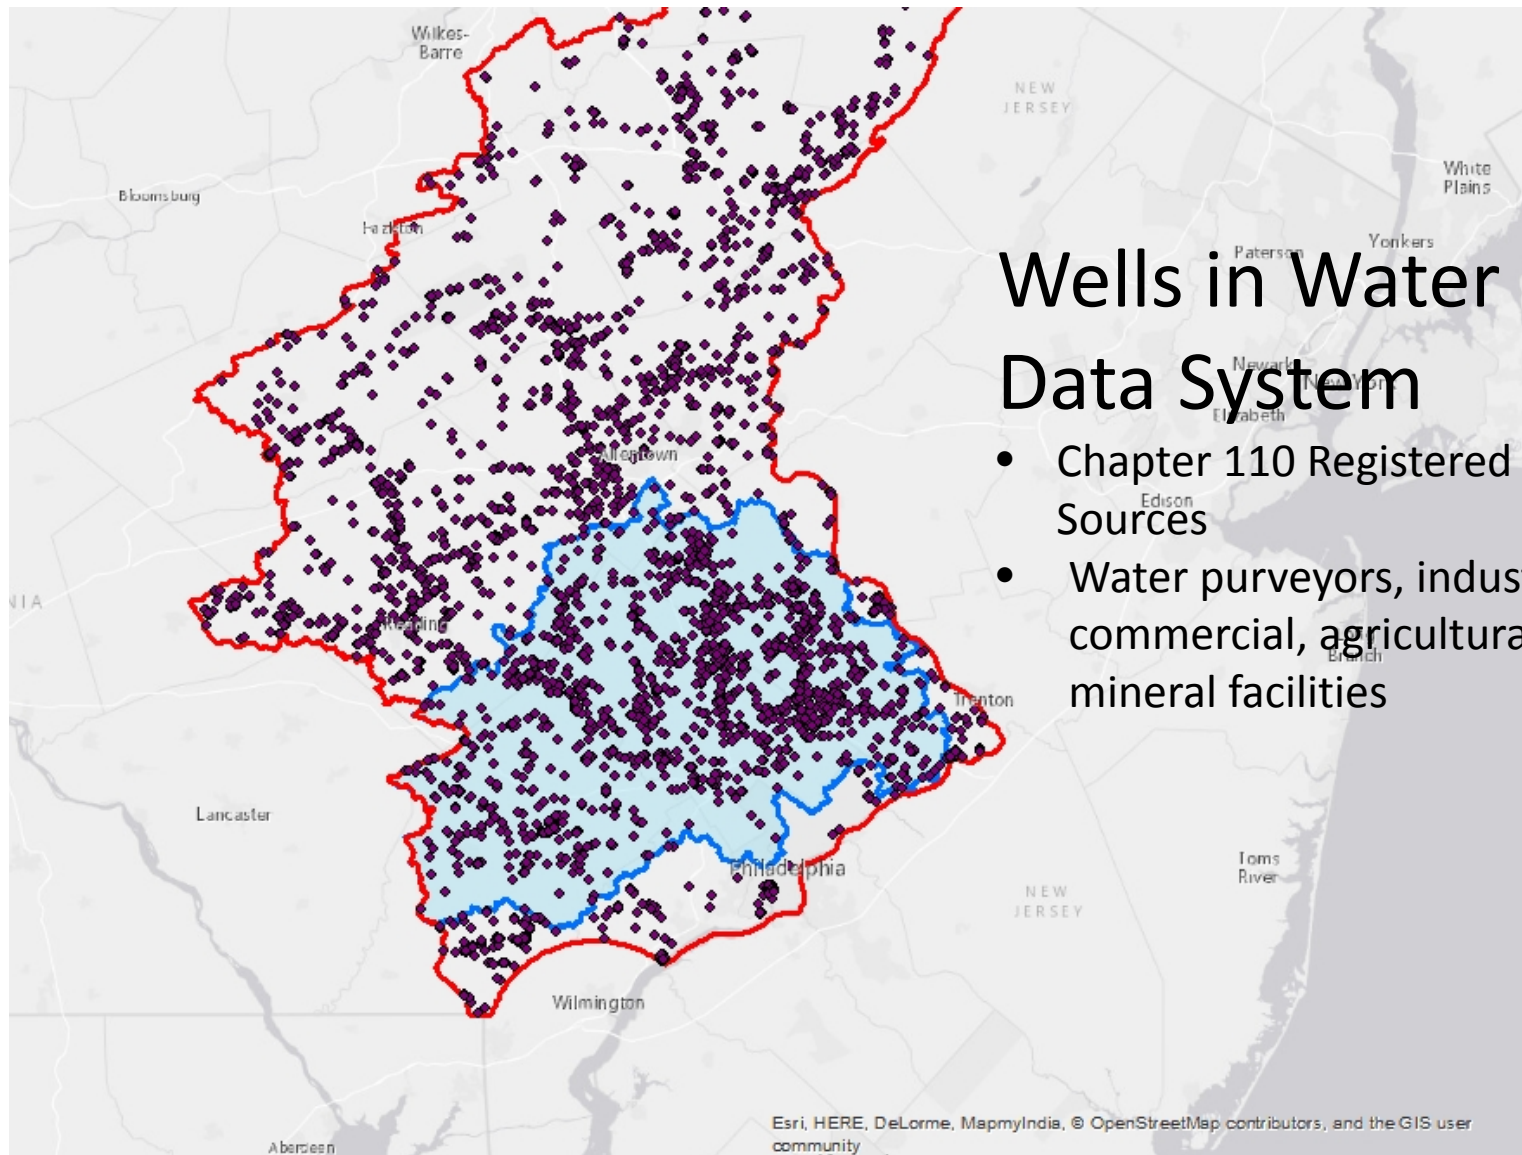 Wilkes-
Barre
NEW
JERSEY
White
Plains
Bloomsburg
Hazleton
Yonkers
Paterson
Wells in Water
Data System
Newark
New York
Elizabeth
Allentown
• Chapter 110 Registered
Edison
Sources
• Water purveyors, indus
NIA
Reading
commercial, agricultura
Long
Branch
mineral facilities
Trenton
Lancaster
Philadelphia
Toms
River
NEW
JERSEY
Wilmington
Esri, HERE, DeLorme, MapmyIndia, © OpenStreetMap contributors, and the GIS user
community
Aberdeen